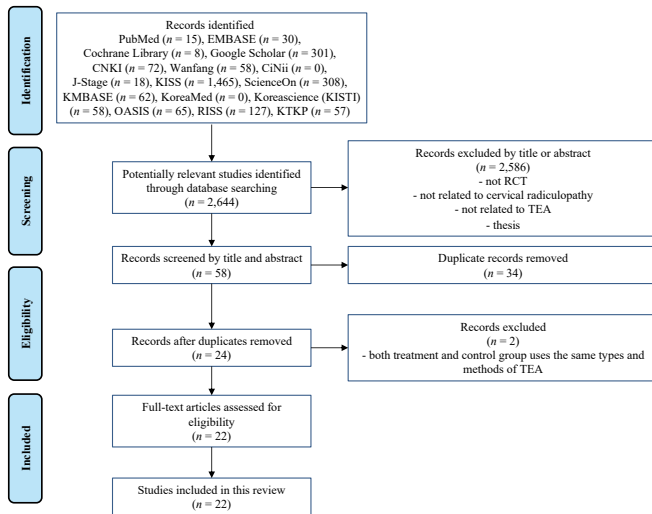 Identification
Records identified
PubMed (n = 15), EMBASE (n = 30),
Cochrane Library (n = 8), Google Scholar (n = 301),
CNKI (n = 72), Wanfang (n = 58), CiNii (n = 0),
J-Stage (n = 18), KISS (n = 1,465), ScienceOn (n = 308),
KMBASE (n = 62), KoreaMed (n = 0), Koreascience (KISTI)
(n = 58), OASIS (n = 65), RISS (n = 127), KTKP (n = 57)
Screening
Potentially relevant studies identified
through database searching
(n = 2,644)
Records excluded by title or abstract
(n = 2,586)
- not RCT
- not related to cervical radiculopathy
- not related to TEA
- thesis
Records screened by title and abstract
(n = 58)
Duplicate records removed
(n = 34)
Eligibility
Records after duplicates removed
(n = 24)
Records excluded
(n = 2)
- both treatment and control group uses the same types and
methods of TEA
Included
Full-text articles assessed for
eligibility
(n = 22)
Studies included in this review
(n = 22)